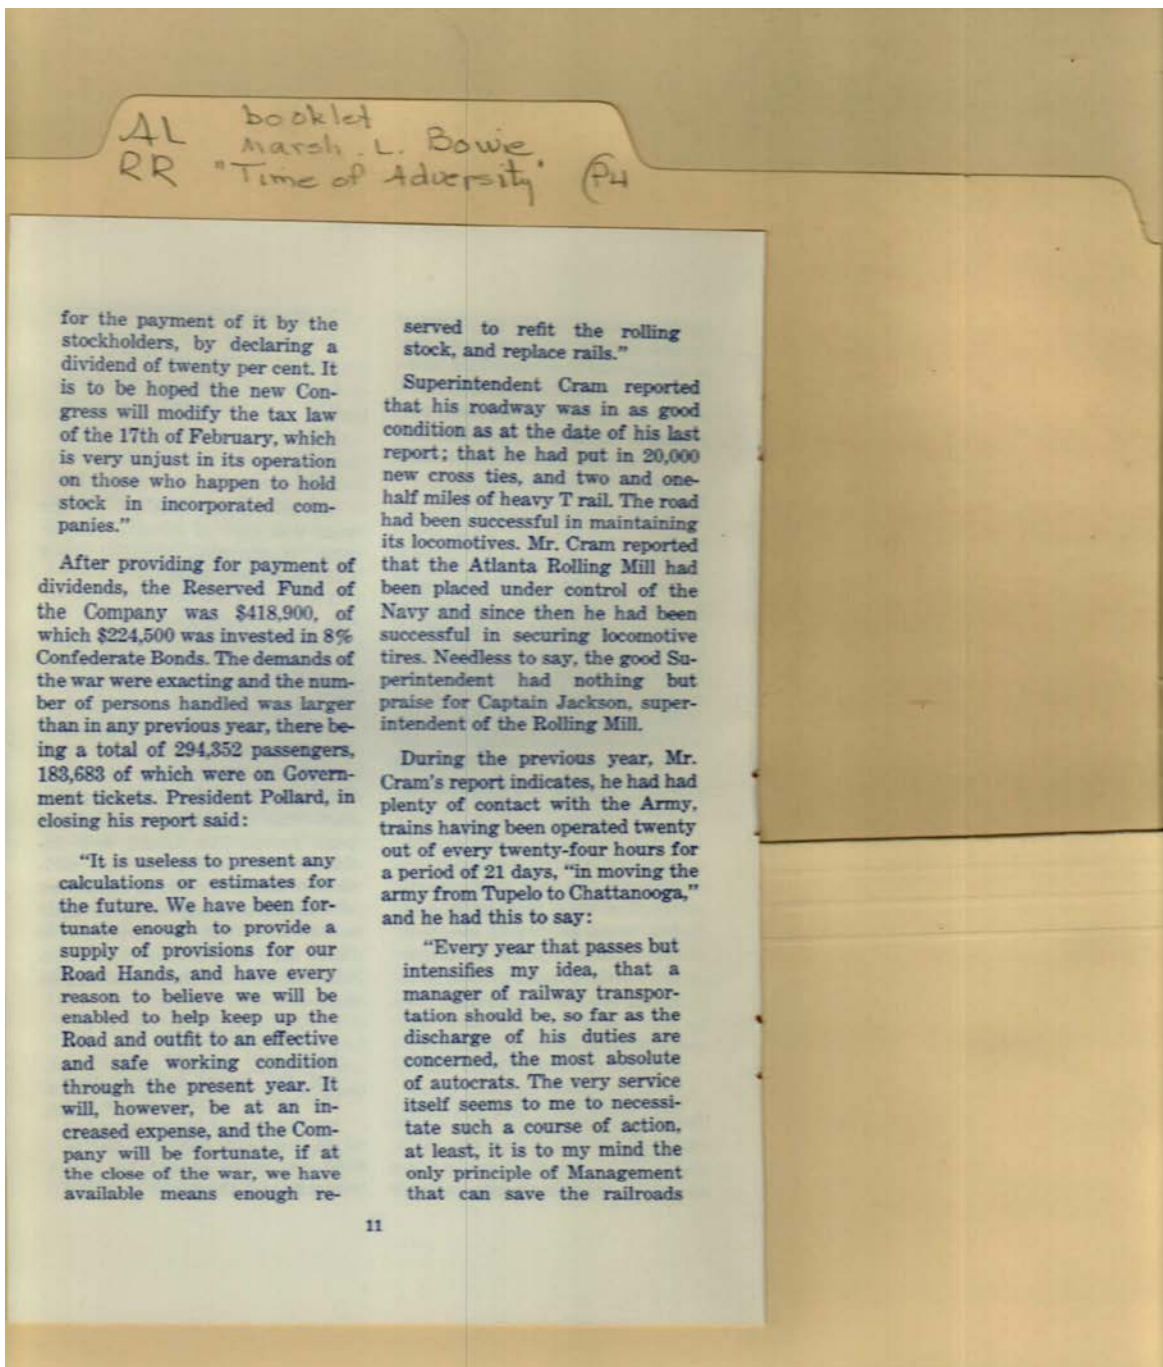 AL booklet
Marsh. L. Bowie
RR "Time of Adversity" P4
for the payment of it by the
stockholders, by declaring a
dividend of twenty per cent. It
is to be hoped the new Con-
gress will modify the tax law
of the 17th of February, which
is very unjust in its operation
on those who happen to hold
stock in incorporated com-
panies."
After providing for payment of
dividends, the Reserved Fund of
the Company was $418,900, of
which $224,500 was invested in 8%
Confederate Bonds. The demands of
the war were exacting and the num-
ber of persons handled was larger
than in any previous year, there be-
ing a total of 294,352 passengers,
183,683 of which were on Govern-
ment tickets. President Pollard, in
closing his report said:
"It is useless to present any
calculations or estimates for
the future. We have been for-
tunate enough to provide a
supply of provisions for our
Road Hands, and have every
reason to believe we will be
enabled to help keep up the
Road and outfit to an effective
and safe working condition
through the present year. It
will, however, be at an in-
creased expense, and the Com-
pany will be fortunate, if at
the close of the war, we have
available means enough re-
served to refit the rolling
stock, and replace rails."
Superintendent Cram reported
that his roadway was in as good
condition as at the date of his last
report; that he had put in 20,000
new cross ties, and two and one-
half miles of heavy T rail. The road
had been successful in maintaining
its locomotives. Mr. Cram reported
that the Atlanta Rolling Mill had
been placed under control of the
Navy and since then he had been
successful in securing locomotive
tires. Needless to say, the good Su-
perintendent had nothing but
praise for Captain Jackson, super-
intendent of the Rolling Mill.
During the previous year, Mr.
Cram's report indicates, he had had
plenty of contact with the Army,
trains having been operated twenty
out of every twenty-four hours for
a period of 21 days, "in moving the
army from Tupelo to Chattanooga,"
and he had this to say:
"Every year that passes but
intensifies my idea, that a
manager of railway transpor-
tation should be, so far as the
discharge of his duties are
concerned, the most absolute
of autocrats. The very service
itself seems to me to necessi-
tate such a course of action,
at least, it is to my mind the
only principle of Management
that can save the railroads
11